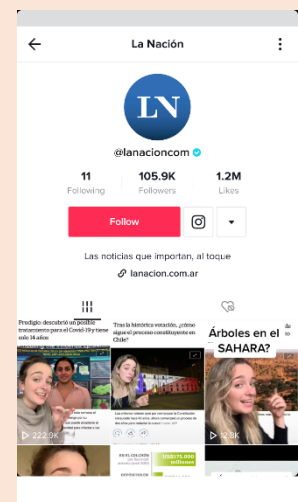 La Nación
LN
@lanacioncom
11
105.9K
1.2M
Following
Followers
Likes
Follow
Las noticias que importan, al toque
lanacion.com.ar
Prodigio: descubrió un posible
tratamiento para el Covid-19 y tiene
solo 14 años
222.9K
Tras la histórica votación, ¿cómo
sigue el proceso constituyente en
Chile?
Árboles en el
SAHARA?
12.8K